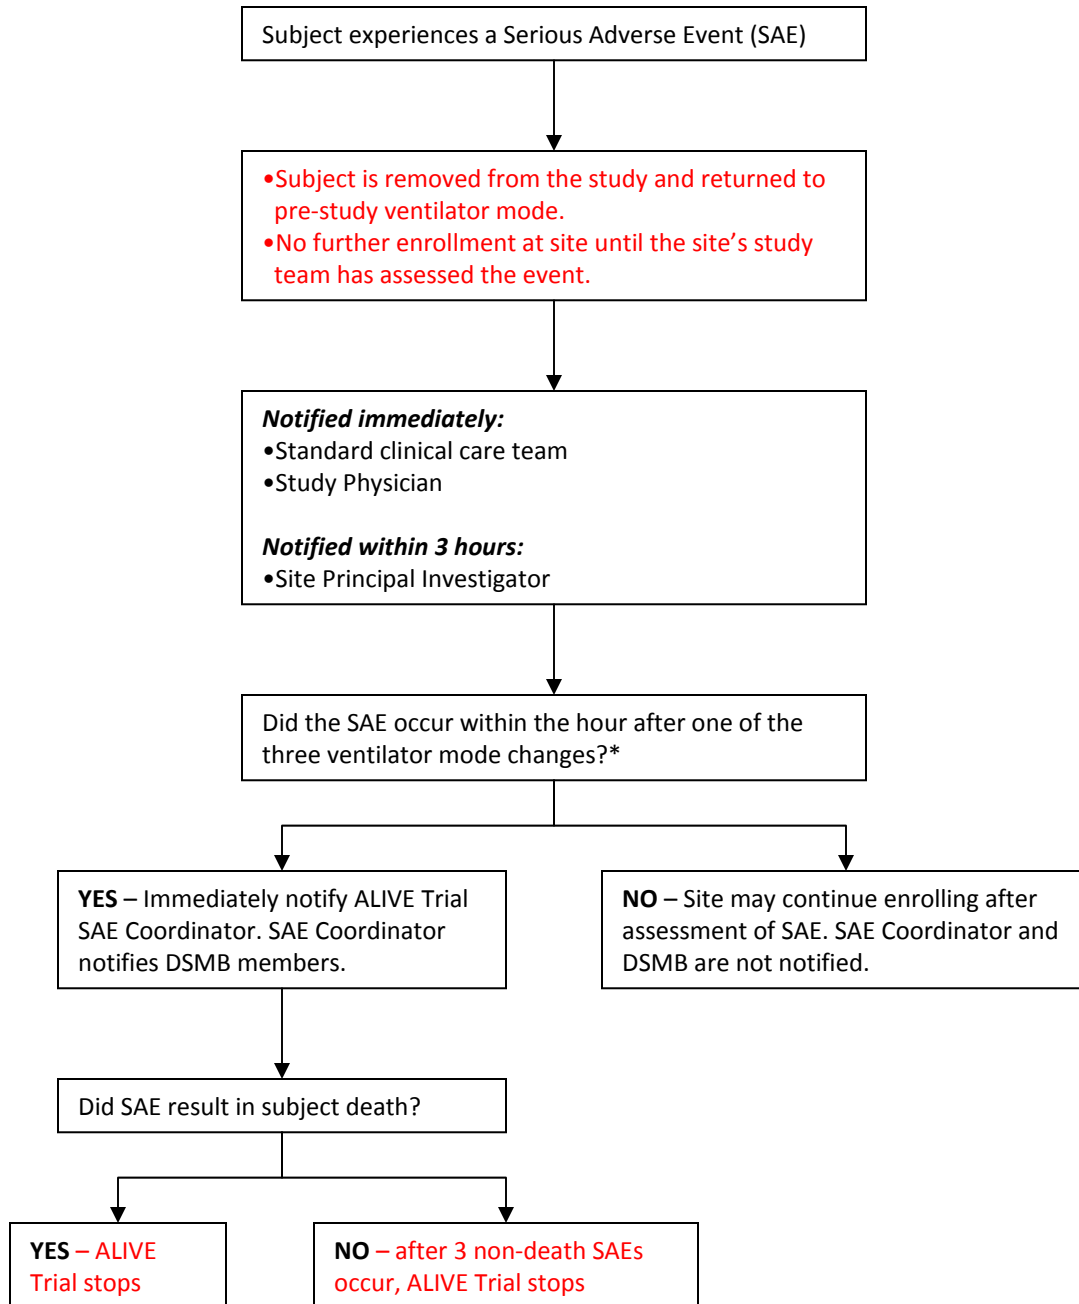 Subject experiences a Serious Adverse Event (SAE)
•Subject is removed from the study and returned to
pre-study ventilator mode.
•No further enrollment at site until the site’s study
team has assessed the event.
Notified immediately:
•Standard clinical care team
•Study Physician
Notified within 3 hours:
•Site Principal Investigator
Did the SAE occur within the hour after one of the
three ventilator mode changes?*
YES – Immediately notify ALIVE Trial
SAE Coordinator. SAE Coordinator
notifies DSMB members.
NO – Site may continue enrolling after
assessment of SAE. SAE Coordinator and
DSMB are not notified.
Did SAE result in subject death?
YES – ALIVE
Trial stops
NO – after 3 non-death SAEs
occur, ALIVE Trial stops